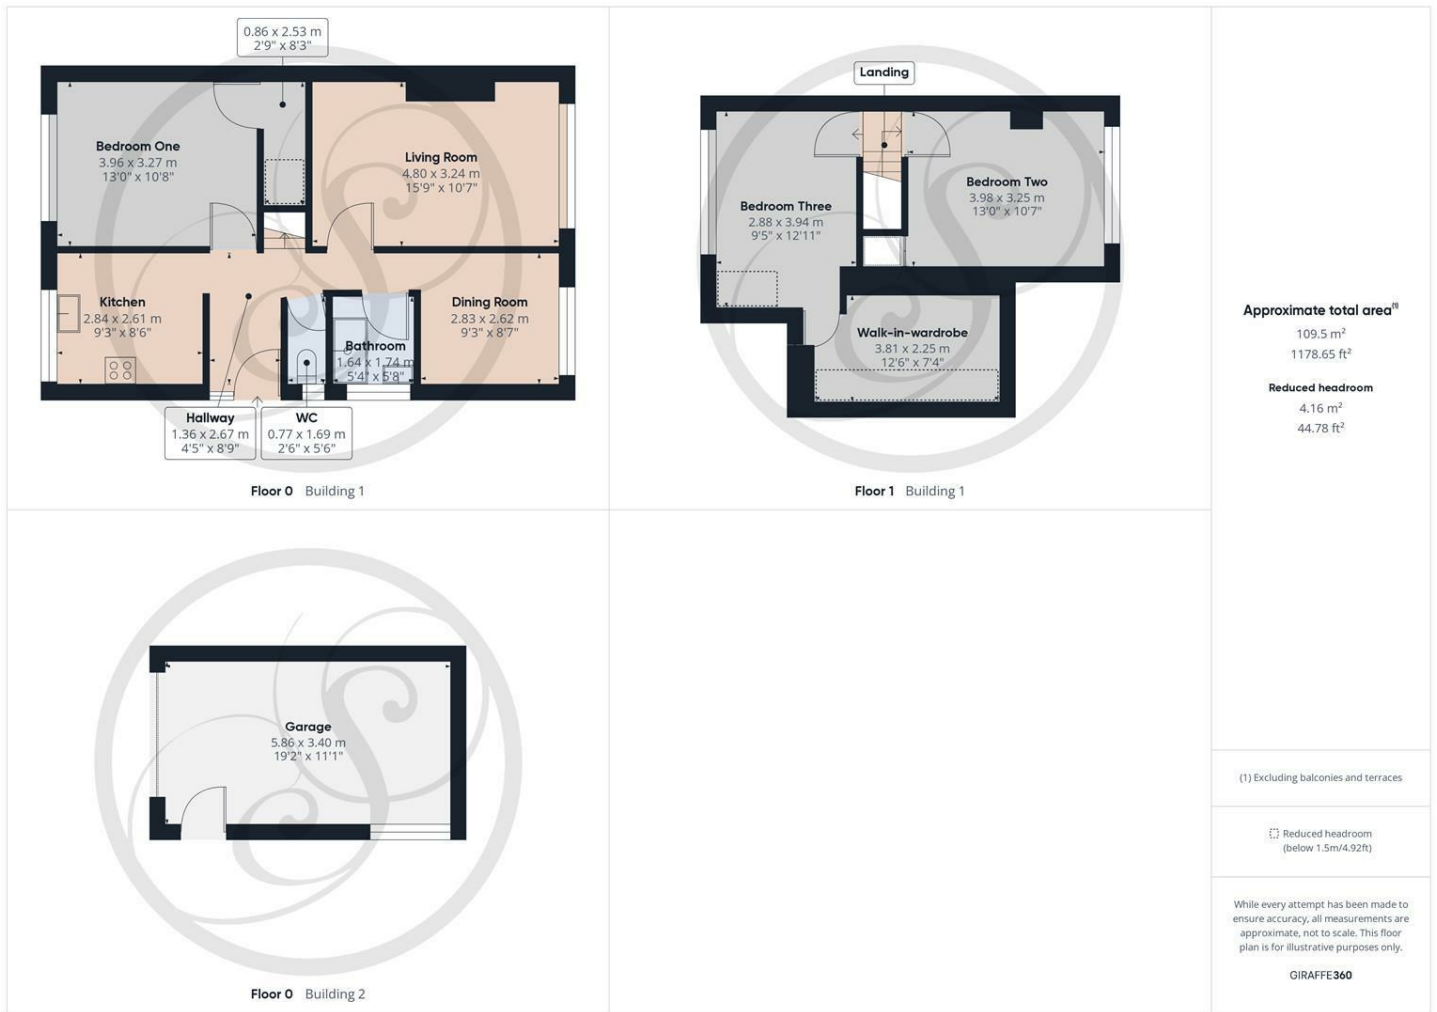 0.86 x 2.53 m
2'9" x 8'3"
Bedroom One
3.96 x 3.27 m
13'0" x 10'8"
Living Room
4.80 x 3.24 m
15'9" x 10'7"
Kitchen
2.84 x 2.61 m
9'3" x 8'6"
Dining Room
2.83 x 2.62 m
9'3" x 8'7"
Bathroom
1.64 x 1.74 m
5'4" x 5'8"
Hallway
1.36 x 2.67 m
4'5" x 8'9"
WC
0.77 x 1.69 m
2'6" x 5'6"
Floor 0 Building 1
Landing
Bedroom Two
3.98 x 3.25 m
13'0" x 10'7"
Bedroom Three
2.88 x 3.94 m
9'5" x 12'11"
Walk-in-wardrobe
3.81 x 2.25 m
12'6" x 7'4"
Floor 1 Building 1
Garage
5.86 x 3.40 m
19'2" x 11'1"
Floor 0 Building 2
Approximate total area(1)
109.5 m²
1178.65 ft²
Reduced headroom
4.16 m²
44.78 ft²
(1) Excluding balconies and terraces
Reduced headroom
(below 1.5m/4.92ft)
While every attempt has been made to
ensure accuracy, all measurements are
approximate, not to scale. This floor
plan is for illustrative purposes only.
GIRAFFE360